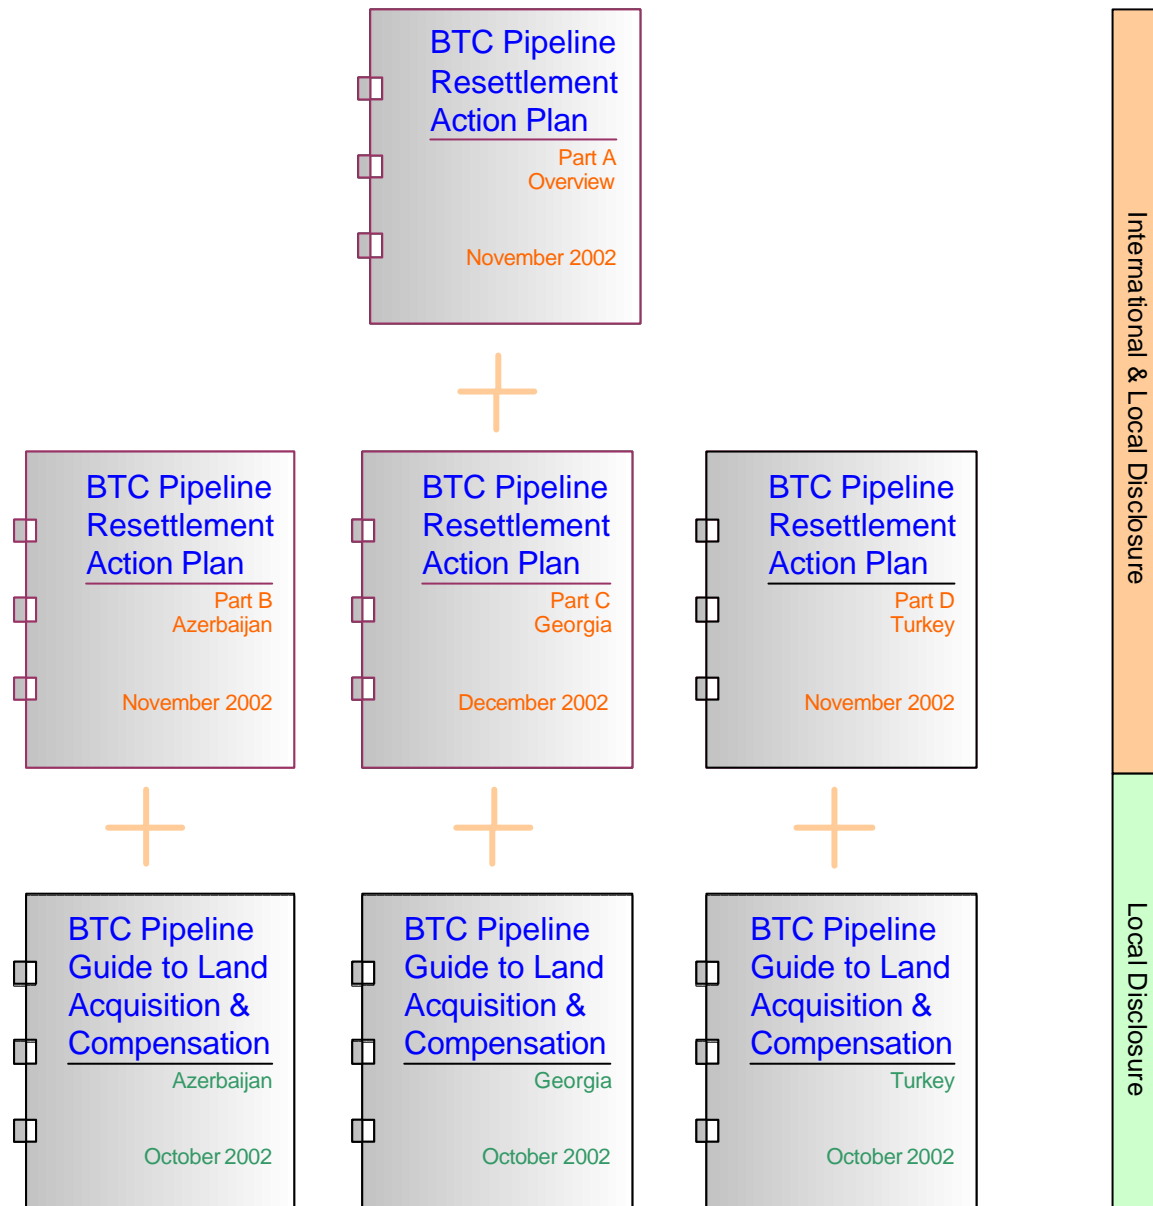 BTC Pipeline
Resettlement
Action Plan
Part A
Overview
November 2002
BTC Pipeline
Resettlement
Action Plan
Part B
Azerbaijan
November 2002
BTC Pipeline
Resettlement
Action Plan
Part C
Georgia
December 2002
BTC Pipeline
Resettlement
Action Plan
Part D
Turkey
November 2002
BTC Pipeline
Guide to Land
Acquisition &
Compensation
Azerbaijan
October 2002
BTC Pipeline
Guide to Land
Acquisition &
Compensation
Georgia
October 2002
BTC Pipeline
Guide to Land
Acquisition &
Compensation
Turkey
October 2002
International & Local Disclosure
Local Disclosure